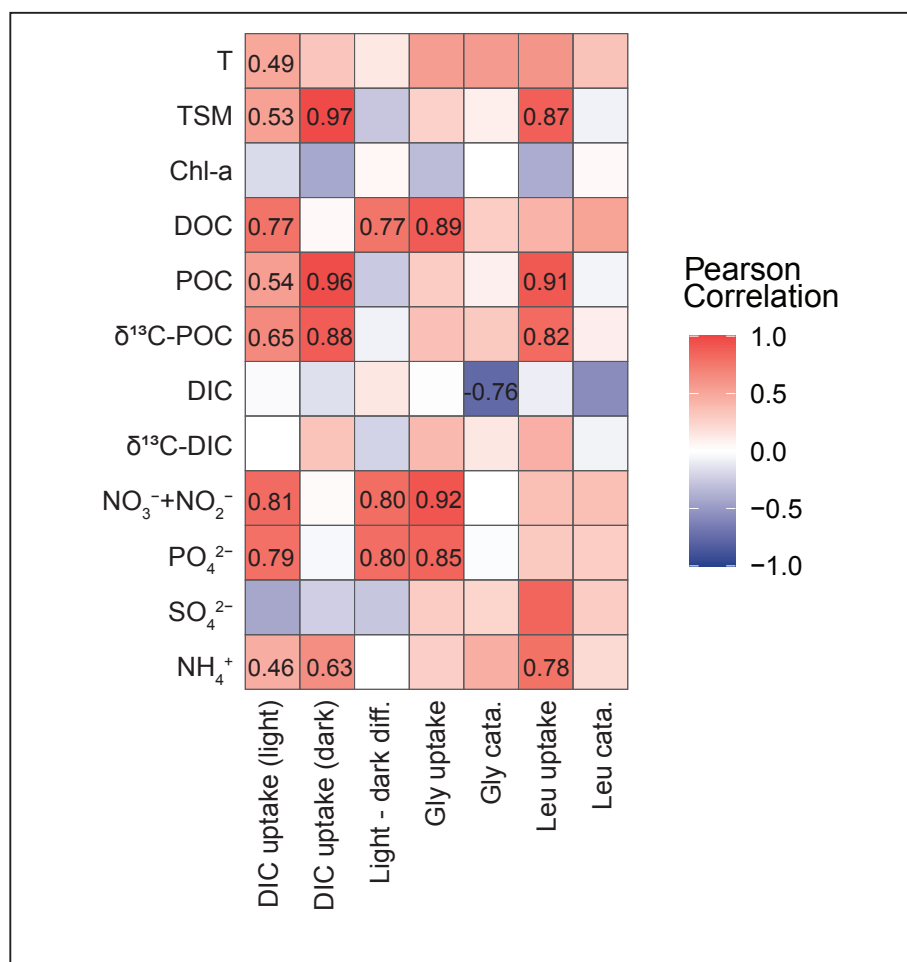 T 0.49
TSM 0.53 0.97 0.87
Chl-a
DOC 0.77 0.77 0.89
POC 0.54 0.96 0.91
δ¹³C-POC 0.65 0.88 0.82
DIC -0.76
δ¹³C-DIC
NO₃⁻+NO₂⁻ 0.81 0.80 0.92
PO₄²⁻ 0.79 0.80 0.85
SO₄²⁻
NH₄⁺ 0.46 0.63 0.78
DIC uptake (light)
DIC uptake (dark)
Light - dark diff.
Gly uptake
Gly cata.
Leu uptake
Leu cata.
Pearson
Correlation
1.0
0.5
0.0
−0.5
−1.0